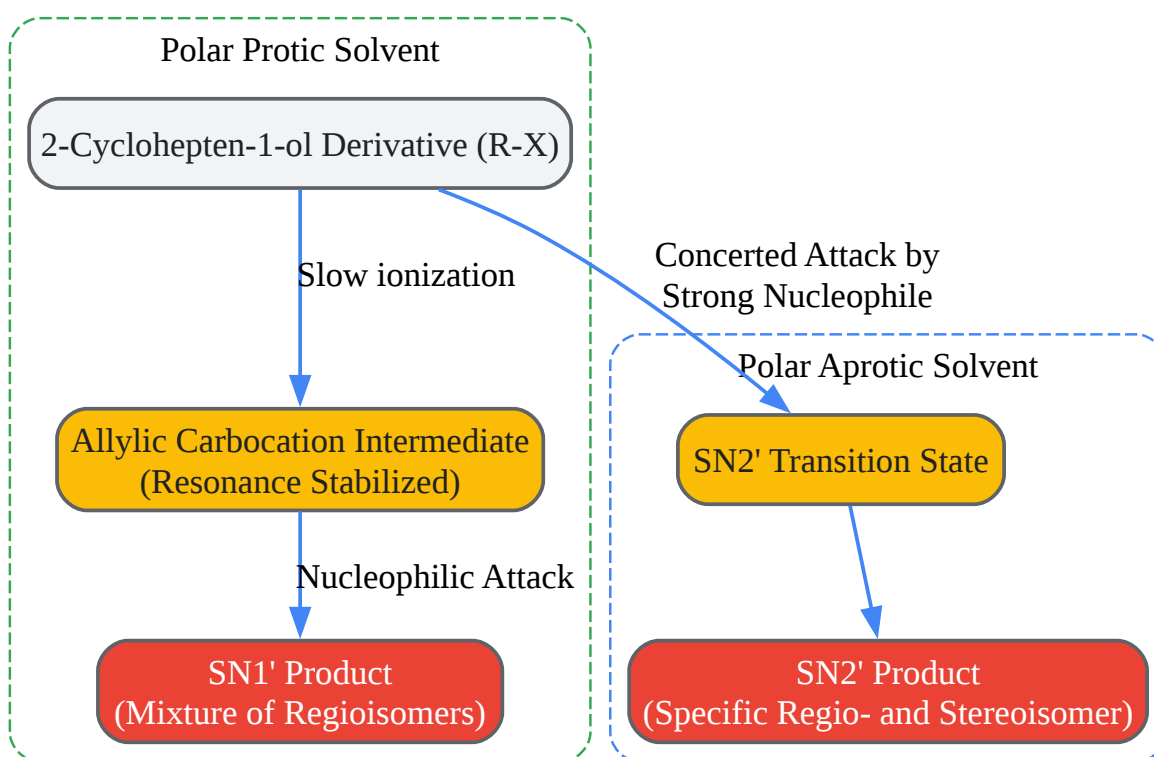 Polar Protic Solvent
2-Cyclohepten-1-ol Derivative (R-X)
Slow ionization
Concerted Attack by
Strong Nucleophile
Polar Aprotic Solvent
Allylic Carbocation Intermediate
(Resonance Stabilized)
SN2' Transition State
Nucleophilic Attack
SN1' Product
(Mixture of Regioisomers)
SN2' Product
(Specific Regio- and Stereoisomer)